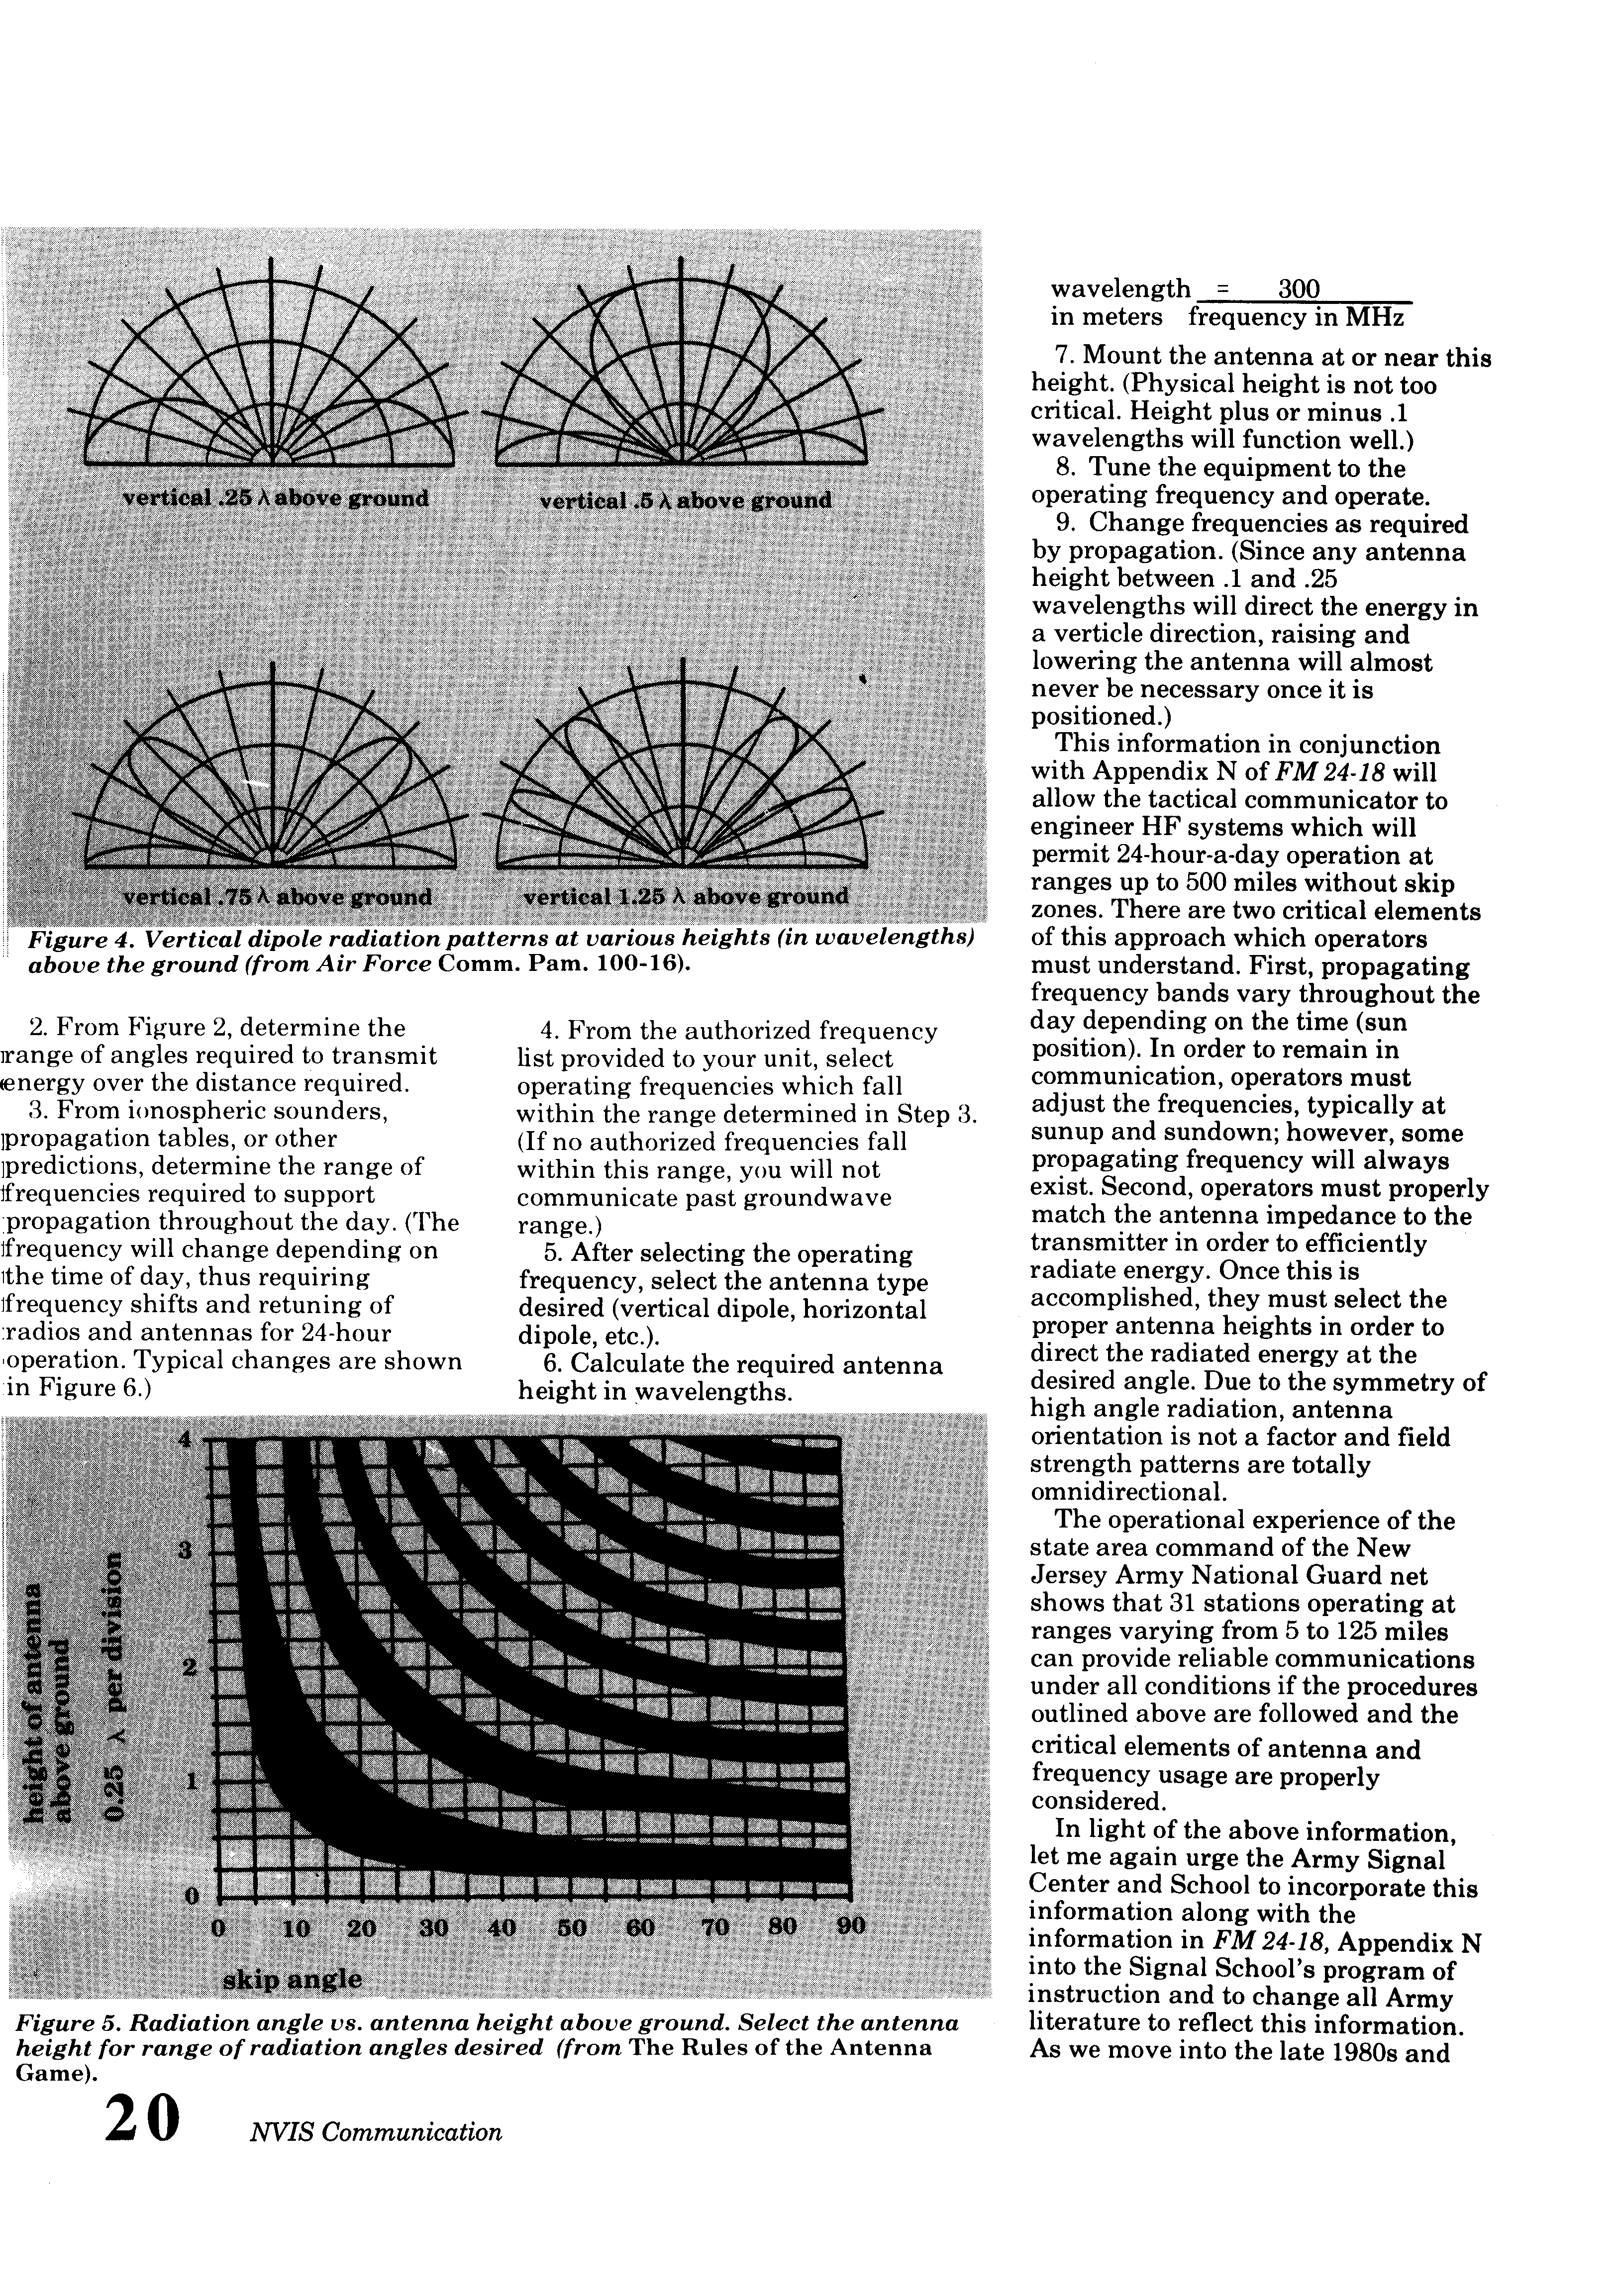 vertical .25 λ above ground
vertical .5 λ above ground
vertical .75 λ above ground
vertical 1.25 λ above ground
Figure 4. Vertical dipole radiation patterns at various heights (in wavelengths)
above the ground (from Air Force Comm. Pam. 100-16).
2. From Figure 2, determine the
range of angles required to transmit
energy over the distance required.
3. From ionospheric sounders,
propagation tables, or other
predictions, determine the range of
frequencies required to support
propagation throughout the day. (The
frequency will change depending on
the time of day, thus requiring
frequency shifts and retuning of
radios and antennas for 24-hour
operation. Typical changes are shown
in Figure 6.)
4. From the authorized frequency
list provided to your unit, select
operating frequencies which fall
within the range determined in Step 3.
(If no authorized frequencies fall
within this range, you will not
communicate past groundwave
range.)
5. After selecting the operating
frequency, select the antenna type
desired (vertical dipole, horizontal
dipole, etc.).
6. Calculate the required antenna
height in wavelengths.
4
3
2
1
0
height of antenna
above ground
0.25 λ per division
0 10 20 30 40 50 60 70 80 90
skip angle
Figure 5. Radiation angle vs. antenna height above ground. Select the antenna
height for range of radiation angles desired (from The Rules of the Antenna
Game).
wavelength = 300
in meters frequency in MHz
7. Mount the antenna at or near this
height. (Physical height is not too
critical. Height plus or minus .1
wavelengths will function well.)
8. Tune the equipment to the
operating frequency and operate.
9. Change frequencies as required
by propagation. (Since any antenna
height between .1 and .25
wavelengths will direct the energy in
a verticle direction, raising and
lowering the antenna will almost
never be necessary once it is
positioned.)
This information in conjunction
with Appendix N of FM 24-18 will
allow the tactical communicator to
engineer HF systems which will
permit 24-hour-a-day operation at
ranges up to 500 miles without skip
zones. There are two critical elements
of this approach which operators
must understand. First, propagating
frequency bands vary throughout the
day depending on the time (sun
position). In order to remain in
communication, operators must
adjust the frequencies, typically at
sunup and sundown; however, some
propagating frequency will always
exist. Second, operators must properly
match the antenna impedance to the
transmitter in order to efficiently
radiate energy. Once this is
accomplished, they must select the
proper antenna heights in order to
direct the radiated energy at the
desired angle. Due to the symmetry of
high angle radiation, antenna
orientation is not a factor and field
strength patterns are totally
omnidirectional.
The operational experience of the
state area command of the New
Jersey Army National Guard net
shows that 31 stations operating at
ranges varying from 5 to 125 miles
can provide reliable communications
under all conditions if the procedures
outlined above are followed and the
critical elements of antenna and
frequency usage are properly
considered.
In light of the above information,
let me again urge the Army Signal
Center and School to incorporate this
information along with the
information in FM 24-18, Appendix N
into the Signal School's program of
instruction and to change all Army
literature to reflect this information.
As we move into the late 1980s and
20 NVIS Communication